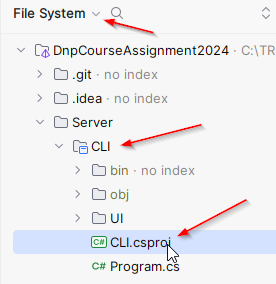 File System
DnpCourseAssignment2024 C:\TR
.git · no index
.idea · no index
Server
CLI
bin · no index
obj
UI
C# CLI.csproj
C# Program.cs